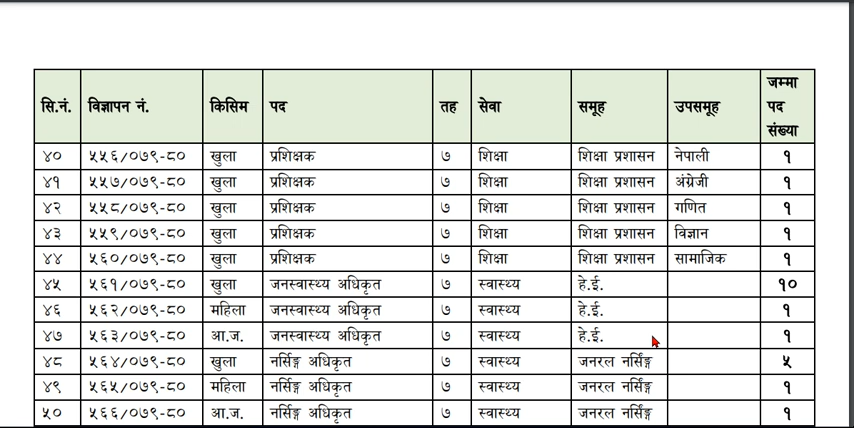 सि.नं. विज्ञापन नं. किसिम पद तह सेवा समूह उपसमूह जम्मा पद संख्या
४० ५५६/०७९-८० खुला प्रशिक्षक ७ शिक्षा शिक्षा प्रशासन नेपाली १
४१ ५५७/०७९-८० खुला प्रशिक्षक ७ शिक्षा शिक्षा प्रशासन अंग्रेजी १
४२ ५५८/०७९-८० खुला प्रशिक्षक ७ शिक्षा शिक्षा प्रशासन गणित १
४३ ५५९/०७९-८० खुला प्रशिक्षक ७ शिक्षा शिक्षा प्रशासन विज्ञान १
४४ ५६०/०७९-८० खुला प्रशिक्षक ७ शिक्षा शिक्षा प्रशासन सामाजिक १
४५ ५६१/०७९-८० खुला जनस्वास्थ्य अधिकृत ७ स्वास्थ्य हे.ई. १०
४६ ५६२/०७९-८० महिला जनस्वास्थ्य अधिकृत ७ स्वास्थ्य हे.ई. १
४७ ५६३/०७९-८० आ.ज. जनस्वास्थ्य अधिकृत ७ स्वास्थ्य हे.ई. १
४८ ५६४/०७९-८० खुला नर्सिङ्ग अधिकृत ७ स्वास्थ्य जनरल नर्सिंङ्ग ५
४९ ५६५/०७९-८० महिला नर्सिङ्ग अधिकृत ७ स्वास्थ्य जनरल नर्सिंङ्ग १
५० ५६६/०७९-८० आ.ज. नर्सिङ्ग अधिकृत ७ स्वास्थ्य जनरल नर्सिंङ्ग १